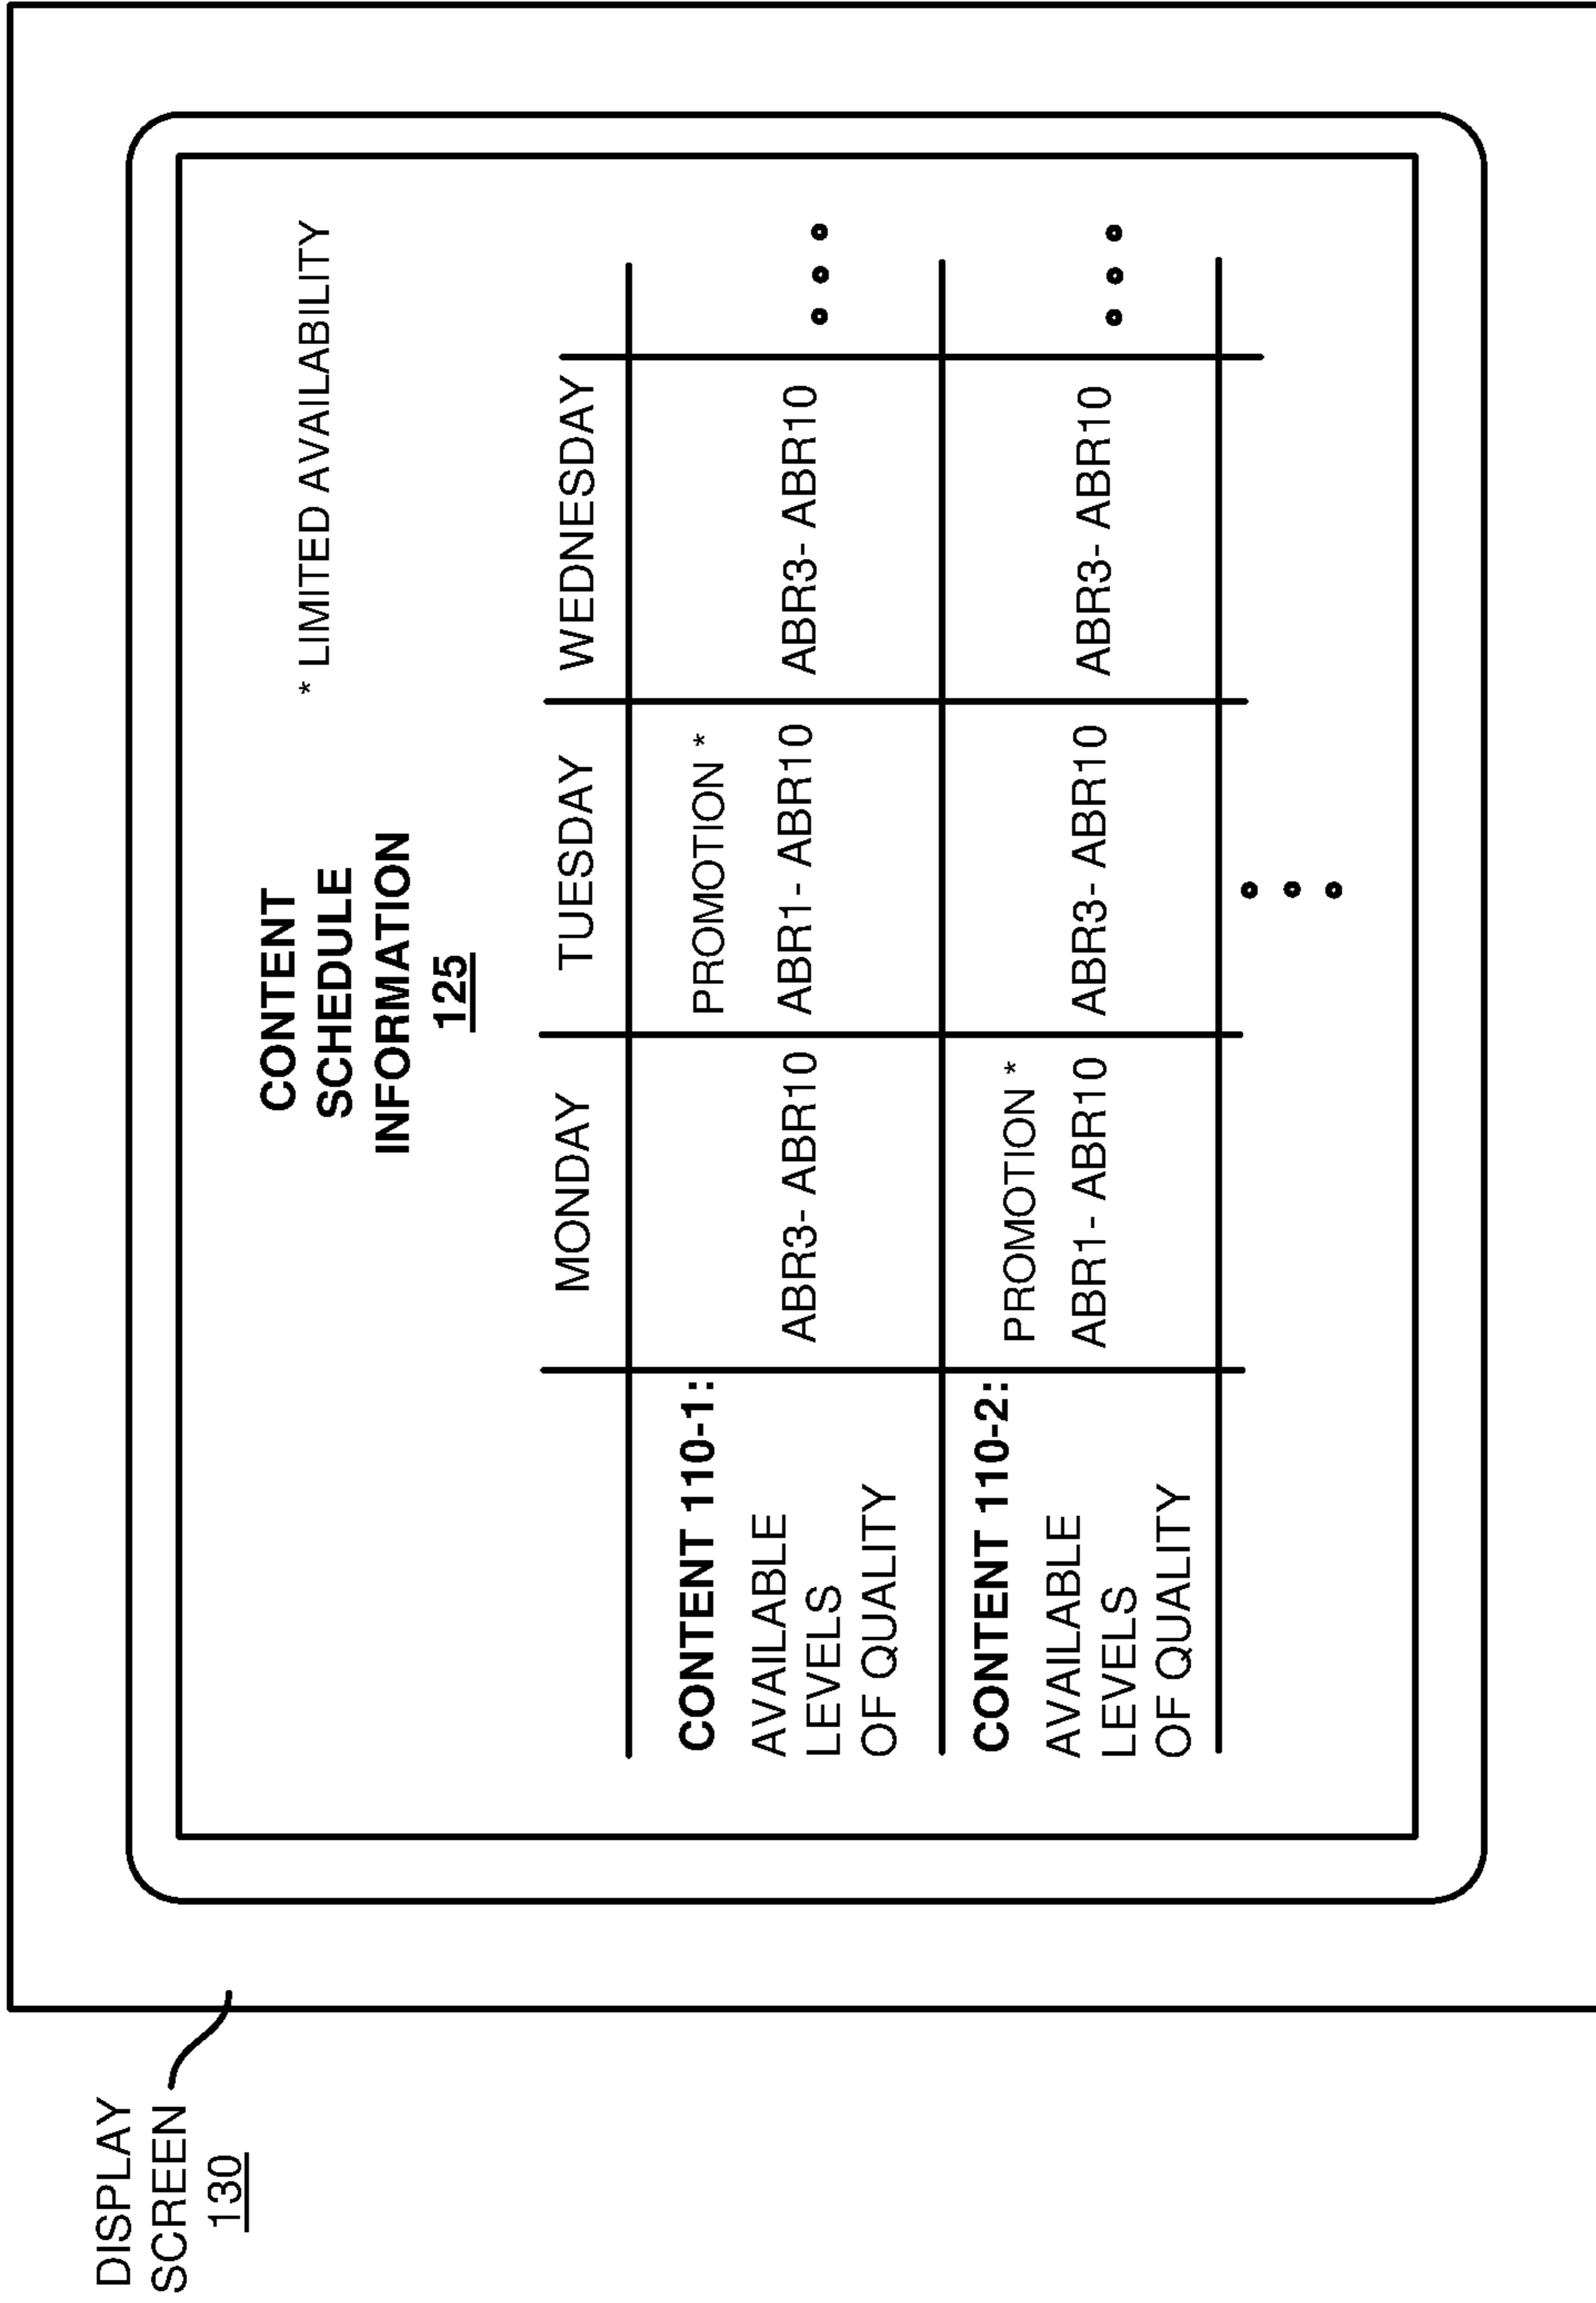 DISPLAY
SCREEN
130
CONTENT
SCHEDULE
INFORMATION
125
* LIMITED AVAILABILITY
MONDAY TUESDAY WEDNESDAY
CONTENT 110-1:
PROMOTION *
AVAILABLE
LEVELS
OF QUALITY
ABR3- ABR10 ABR1- ABR10 ABR3- ABR10
CONTENT 110-2:
PROMOTION *
AVAILABLE
LEVELS
OF QUALITY
ABR1- ABR10 ABR3- ABR10 ABR3- ABR10